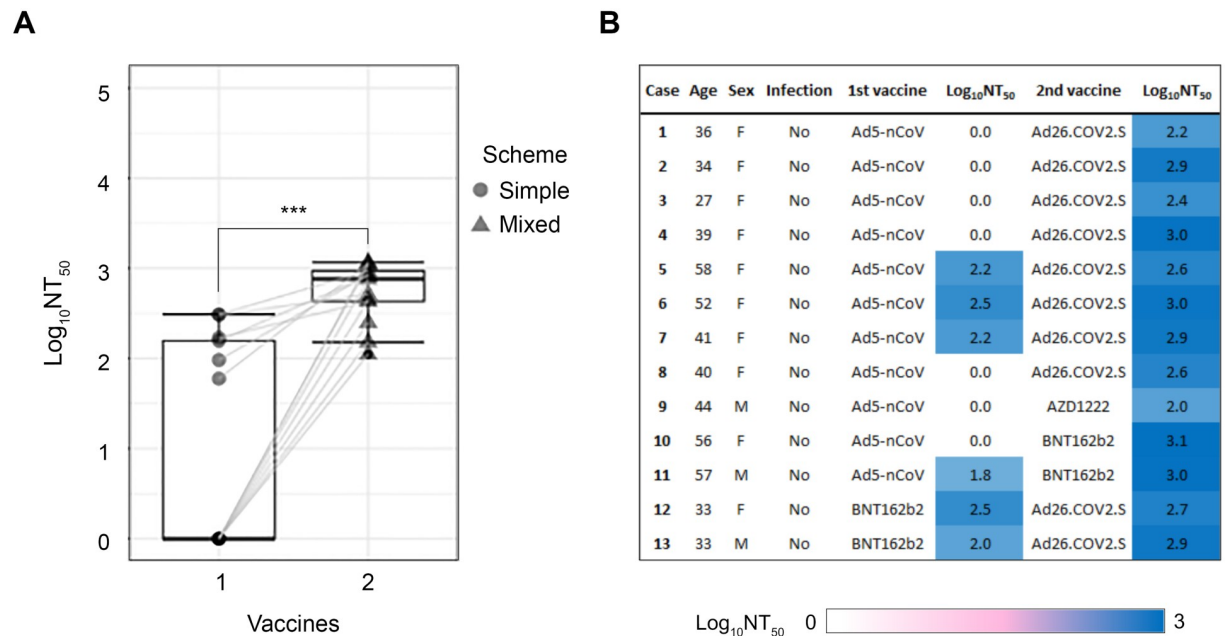 A
5
4
3
2
1
0
Log10NT50
***
1
2
Vaccines
Scheme
Simple
Mixed
B
Case Age Sex Infection 1st vaccine Log10NT50 2nd vaccine Log10NT50
1 36 F No Ad5-nCoV 0.0 Ad26.COV2.S 2.2
2 34 F No Ad5-nCoV 0.0 Ad26.COV2.S 2.9
3 27 F No Ad5-nCoV 0.0 Ad26.COV2.S 2.4
4 39 F No Ad5-nCoV 0.0 Ad26.COV2.S 3.0
5 58 F No Ad5-nCoV 2.2 Ad26.COV2.S 2.6
6 52 F No Ad5-nCoV 2.5 Ad26.COV2.S 3.0
7 41 F No Ad5-nCoV 2.2 Ad26.COV2.S 2.9
8 40 F No Ad5-nCoV 0.0 Ad26.COV2.S 2.6
9 44 M No Ad5-nCoV 0.0 AZD1222 2.0
10 56 F No Ad5-nCoV 0.0 BNT162b2 3.1
11 57 M No Ad5-nCoV 1.8 BNT162b2 3.0
12 33 F No BNT162b2 2.5 Ad26.COV2.S 2.7
13 33 M No BNT162b2 2.0 Ad26.COV2.S 2.9
Log10NT50 0 3